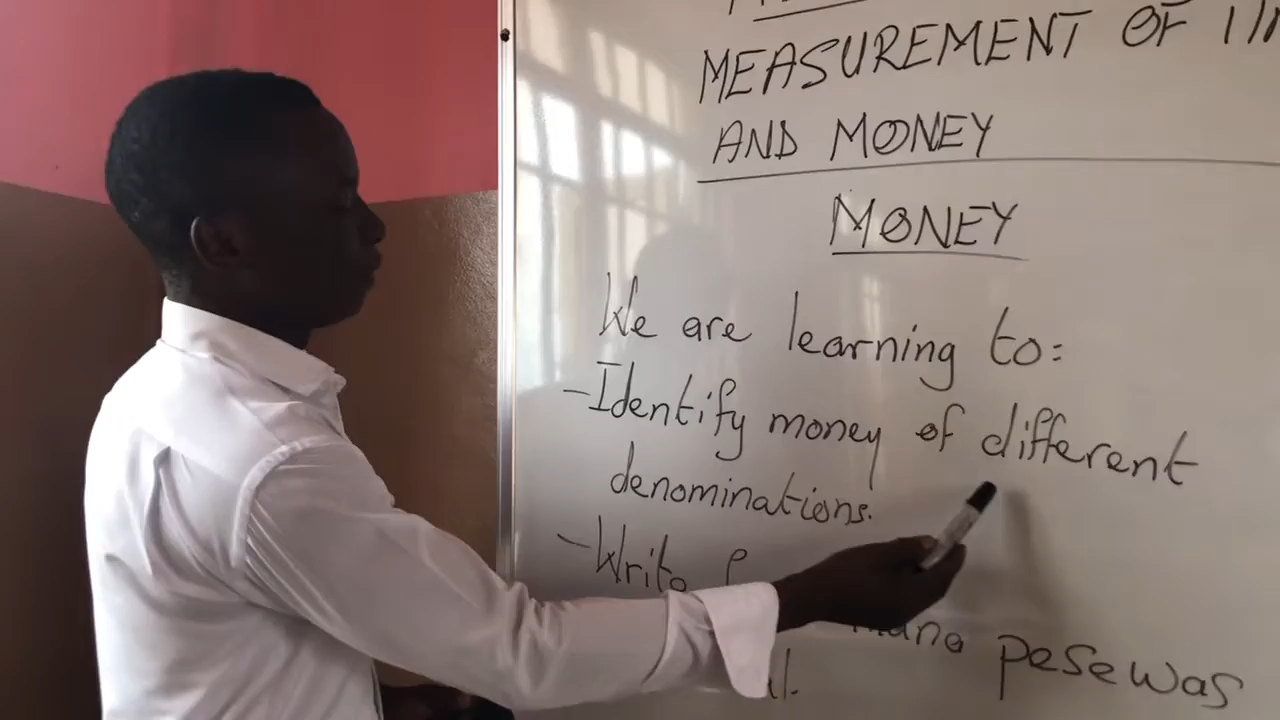 MEASUREMENT OF
AND MONEY
MONEY
We are learning to:
-Identify money of different
denominations.
-Write
pesewas